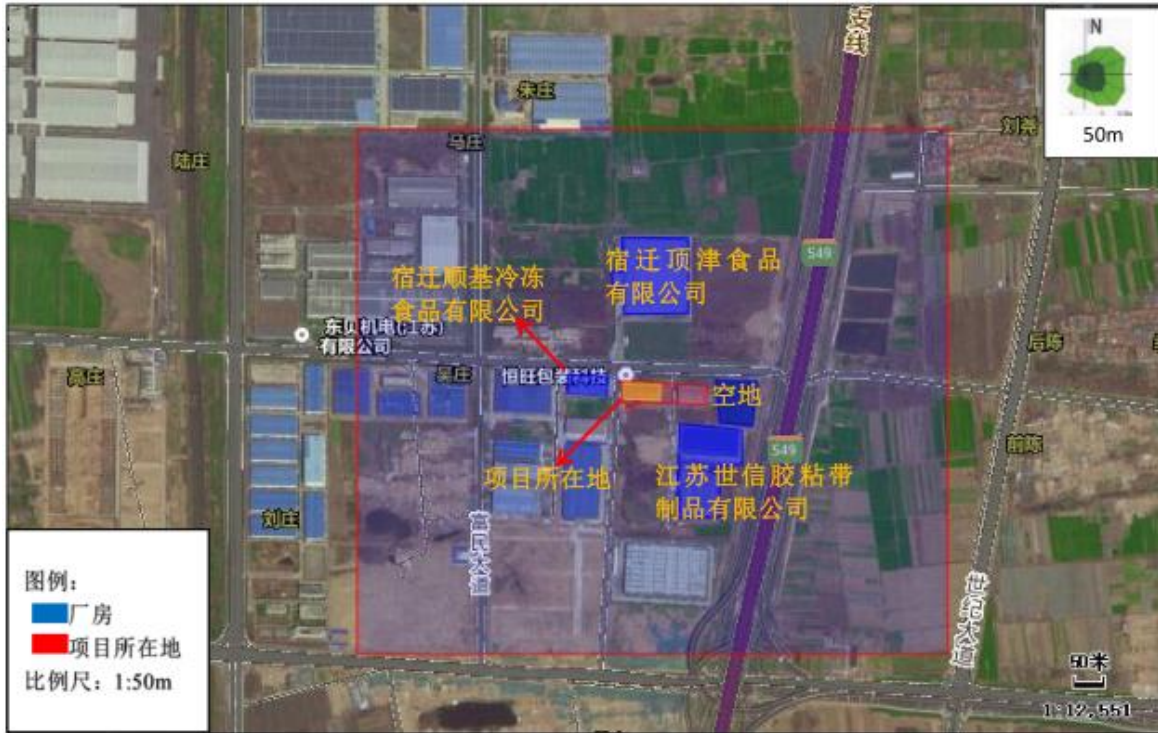 支线
N
50m
朱庄
马庄
陆庄
刘尧
S49
宿迁顶津食品
有限公司
宿迁顺基冷冻
食品有限公司
东贝机电(江苏)
有限公司
后陈
高庄
吴庄
恒旺包装科技
空地
S49
前陈
项目所在地
江苏世信胶粘带
制品有限公司
刘庄
富民大道
世纪大道
图例：
厂房
项目所在地
比例尺：1:50m
50米
1:12,551